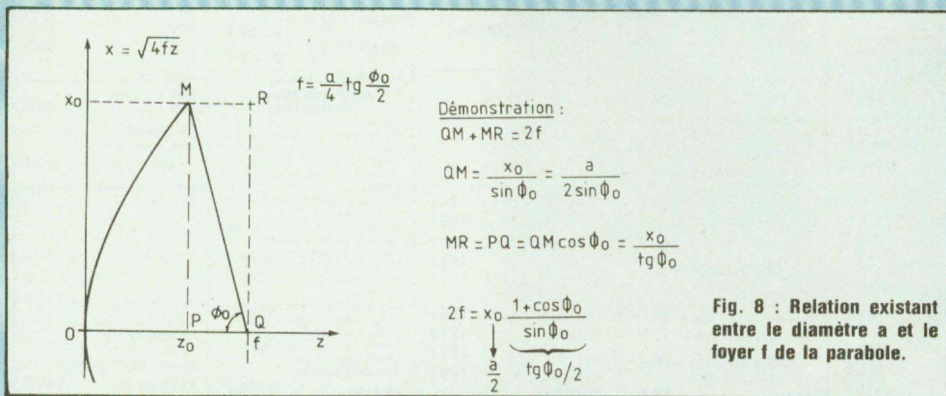 x = √4fz
M
x₀
R
f = a/4 tg ϕ₀/2
O
P
ϕ₀
Q
z₀
f
z
Démonstration :
QM + MR = 2f
QM = x₀/sin ϕ₀ = a/2 sin ϕ₀
MR = PQ = QM cos ϕ₀ = x₀/tg ϕ₀
2f = x₀ (1+cos ϕ₀)/sin ϕ₀
a/2
tg ϕ₀/2
Fig. 8 : Relation existant
entre le diamètre a et le
foyer f de la parabole.